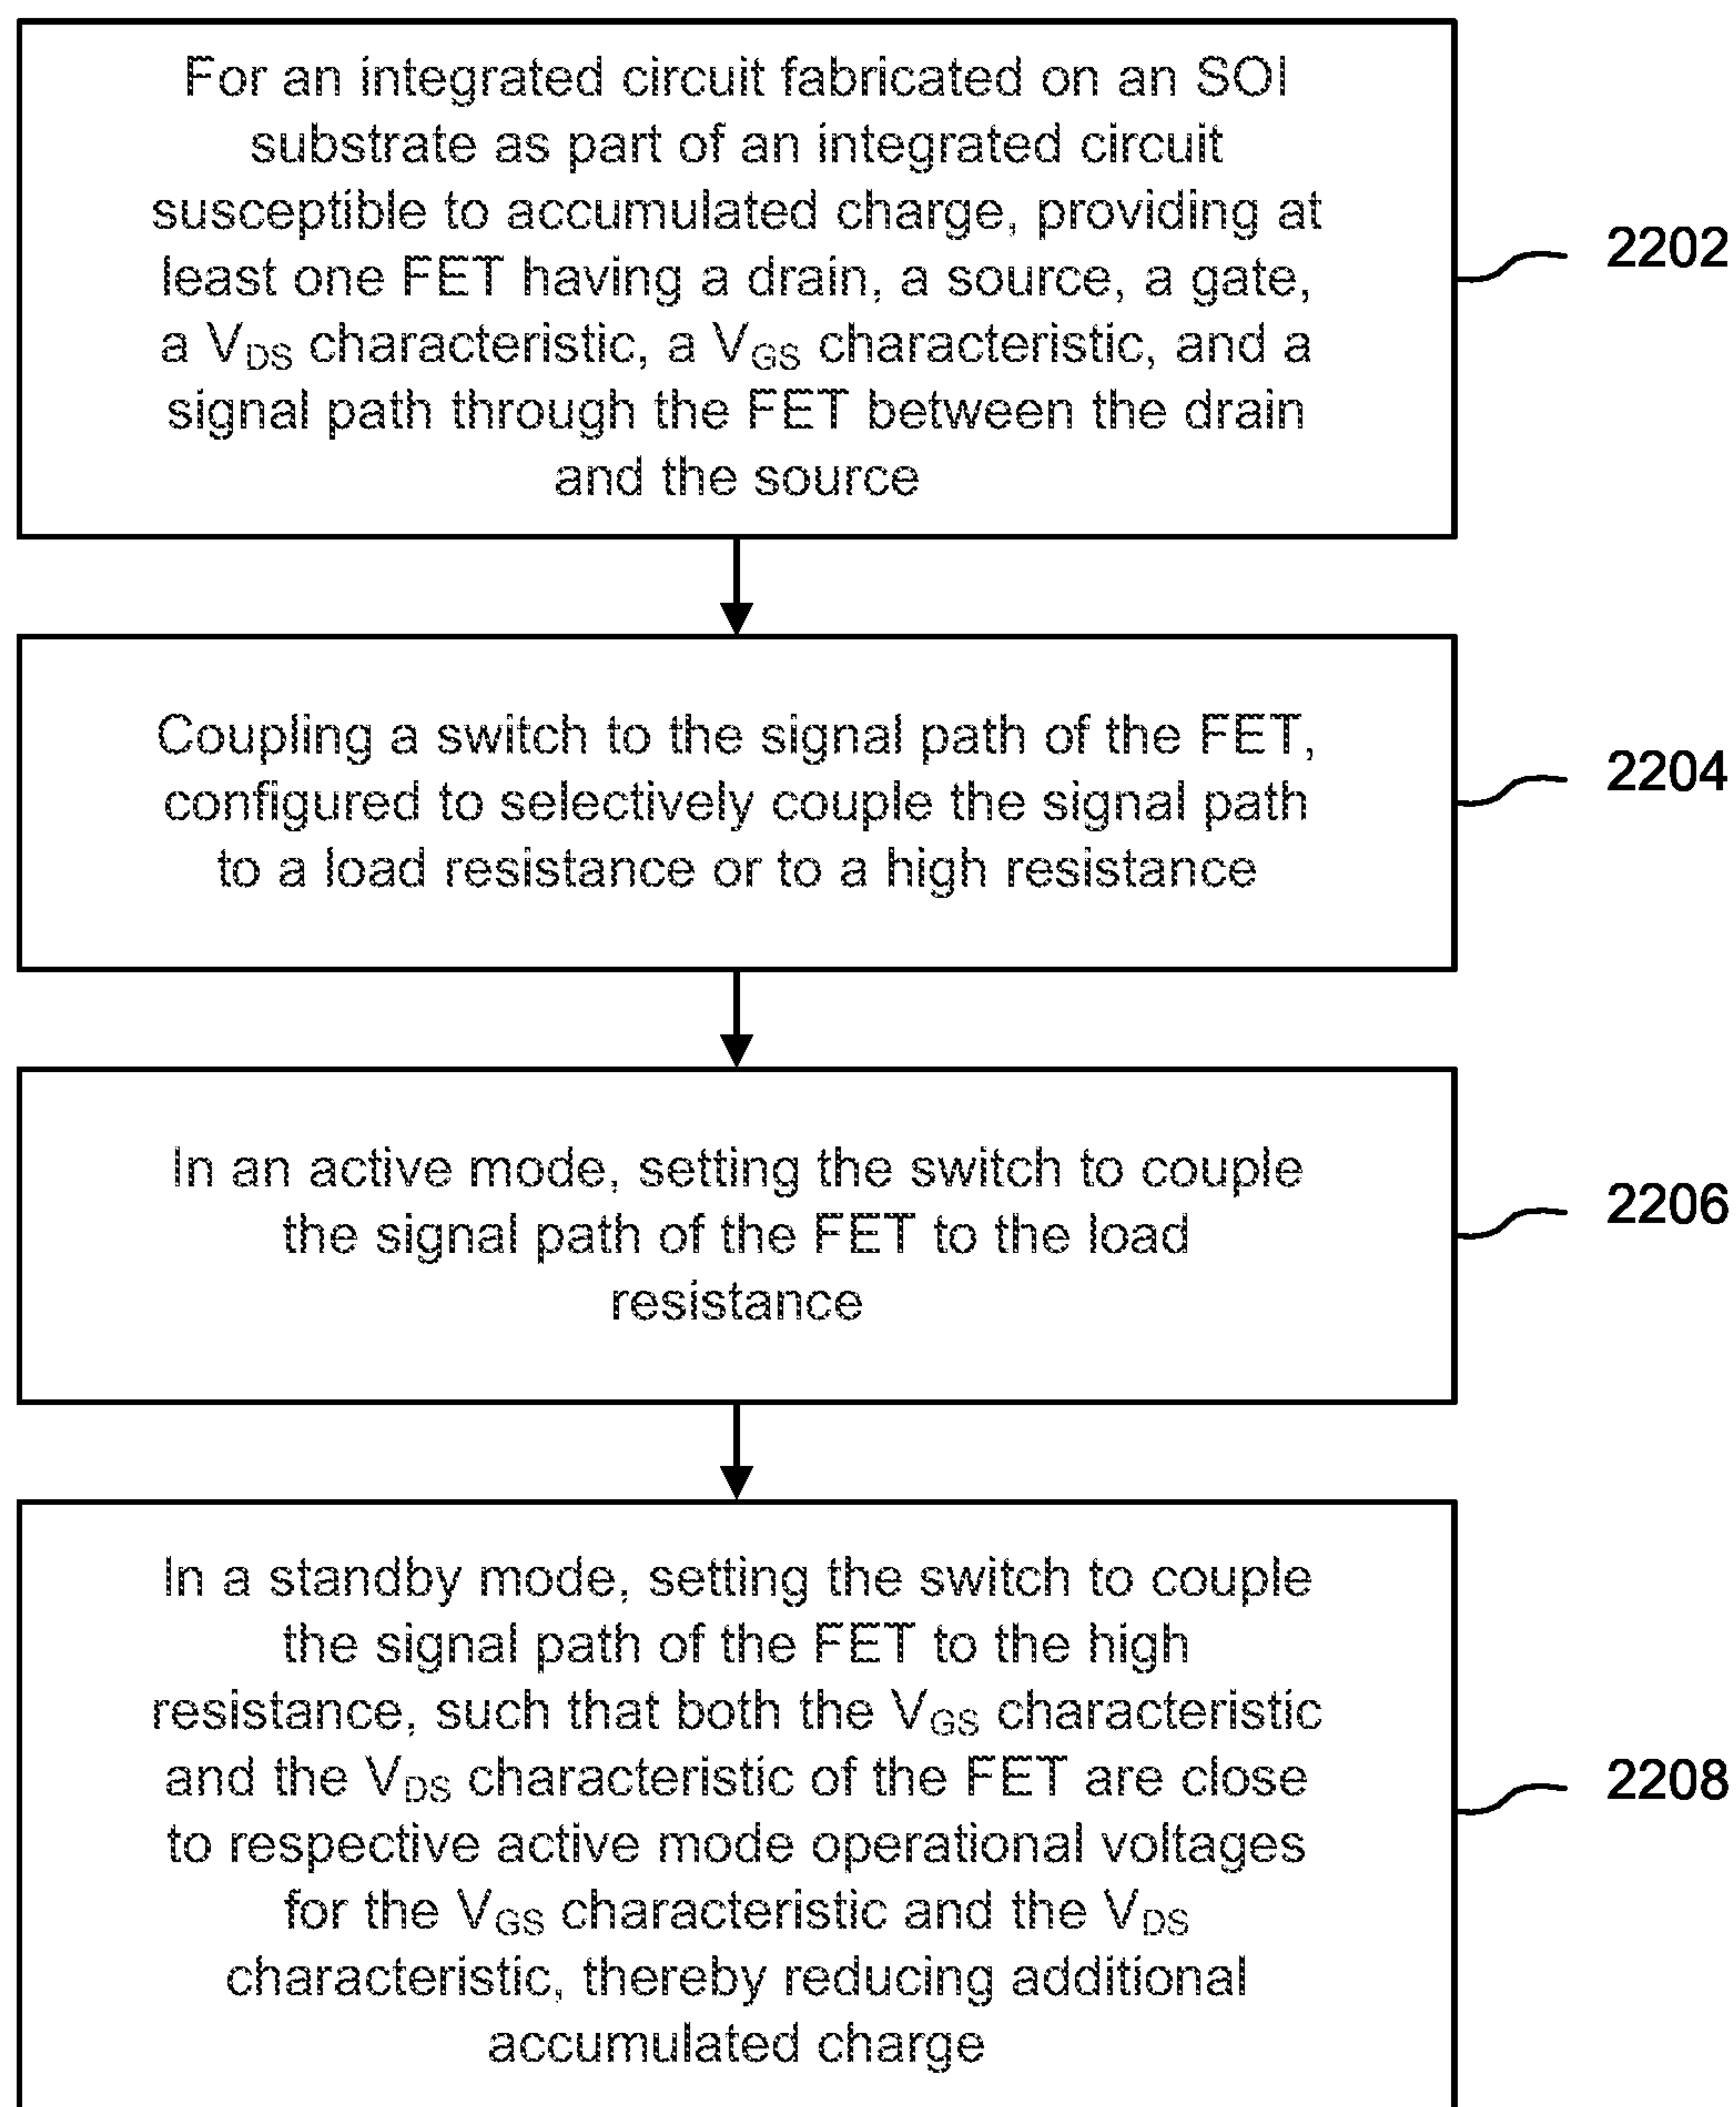 For an integrated circuit fabricated on an SOI
substrate as part of an integrated circuit
susceptible to accumulated charge, providing at
least one FET having a drain, a source, a gate,
a VDS characteristic, a VGS characteristic, and a
signal path through the FET between the drain
and the source
2202
Coupling a switch to the signal path of the FET,
configured to selectively couple the signal path
to a load resistance or to a high resistance
2204
In an active mode, setting the switch to couple
the signal path of the FET to the load
resistance
2206
In a standby mode, setting the switch to couple
the signal path of the FET to the high
resistance, such that both the VGS characteristic
and the VDS characteristic of the FET are close
to respective active mode operational voltages
for the VGS characteristic and the VDS
characteristic, thereby reducing additional
accumulated charge
2208